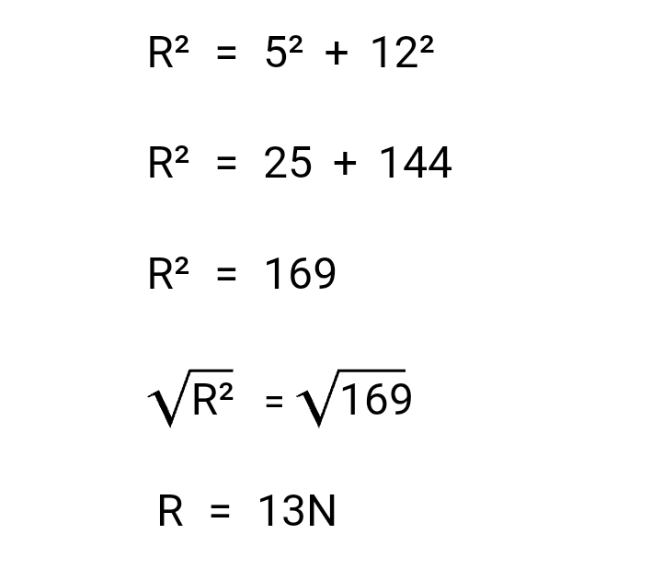 R² = 5² + 12²
R² = 25 + 144
R² = 169
√R² = √169
R = 13N